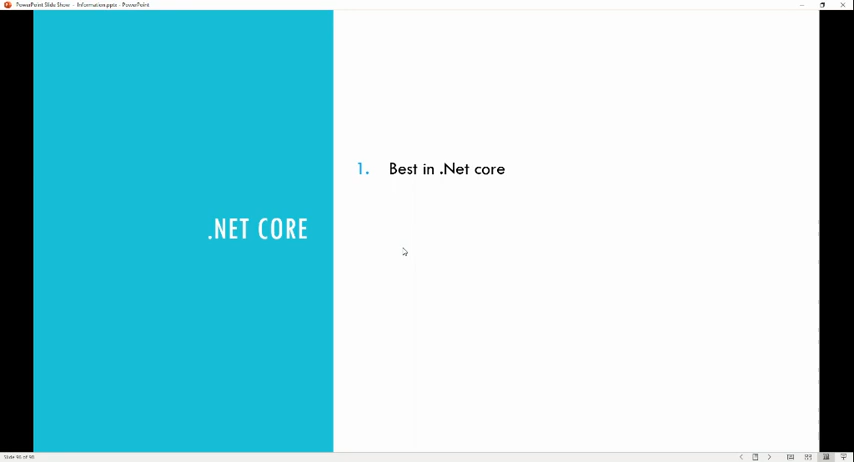 PowerPoint Slide Show - Information.pptx - PowerPoint
.NET CORE
1. Best in .Net core